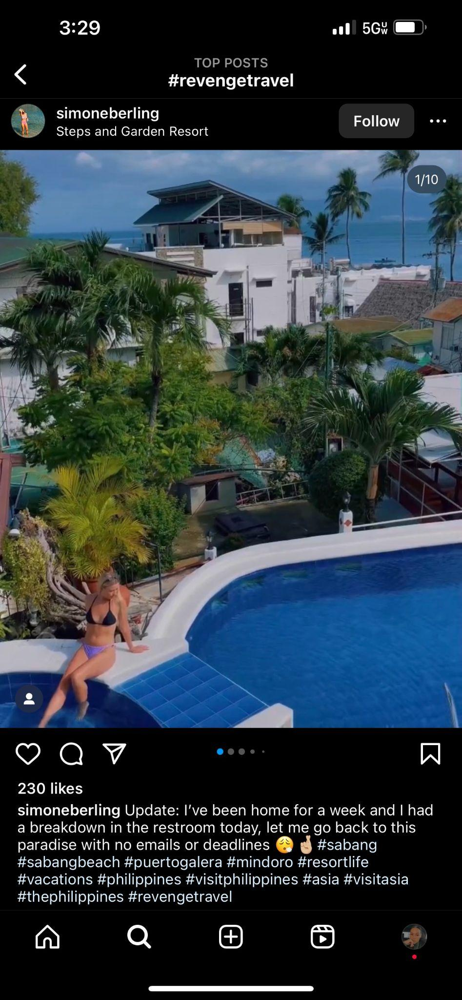 3:29
5GUW
TOP POSTS
#revengetravel
simoneberling
Steps and Garden Resort
Follow
1/10
230 likes
simoneberling Update: I’ve been home for a week and I had
a breakdown in the restroom today, let me go back to this
paradise with no emails or deadlines 😮‍💨 🤞🏼 #sabang
#sabangbeach #puertogalera #mindoro #resortlife
#vacations #philippines #visitphilippines #asia #visitasia
#thephilippines #revengetravel